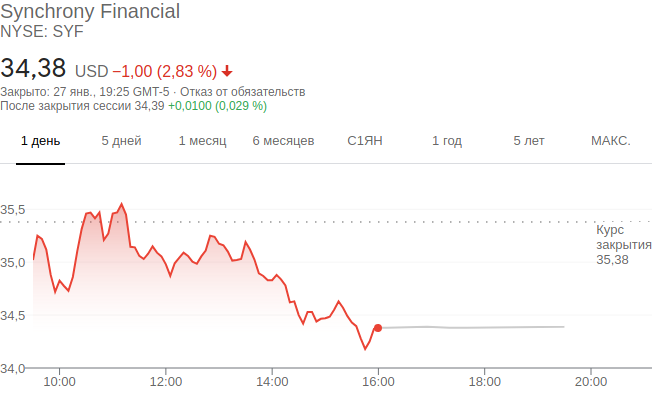 Synchrony Financial
NYSE: SYF
34,38 USD −1,00 (2,83 %)
Закрыто: 27 янв., 19:25 GMT-5 · Отказ от обязательств
После закрытия сессии 34,39 +0,0100 (0,029 %)
1 день 5 дней 1 месяц 6 месяцев С1ЯН 1 год 5 лет МАКС.
35,5
Курс
закрытия
35,38
35,0
34,5
34,0
10:00 12:00 14:00 16:00 18:00 20:00